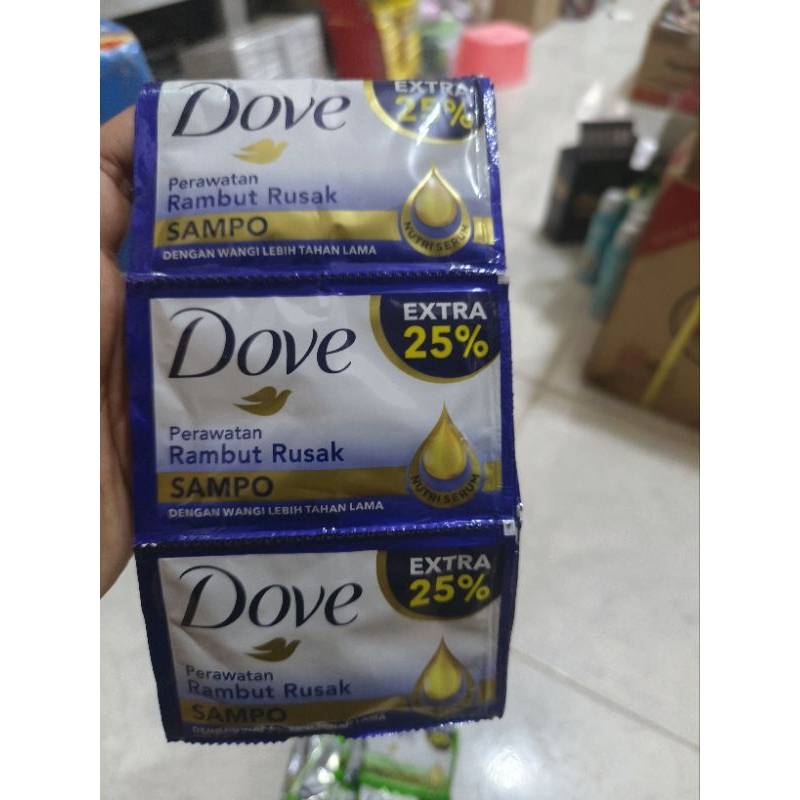 Dove
EXTRA
25%
Perawatan
Rambut Rusak
SAMPO
NUTRISERUM
DENGAN WANGI LEBIH TAHAN LAMA
Dove
EXTRA
25%
Perawatan
Rambut Rusak
SAMPO
NUTRISERUM
DENGAN WANGI LEBIH TAHAN LAMA
Dove
EXTRA
25%
Perawatan
Rambut Rusak
SAMPO